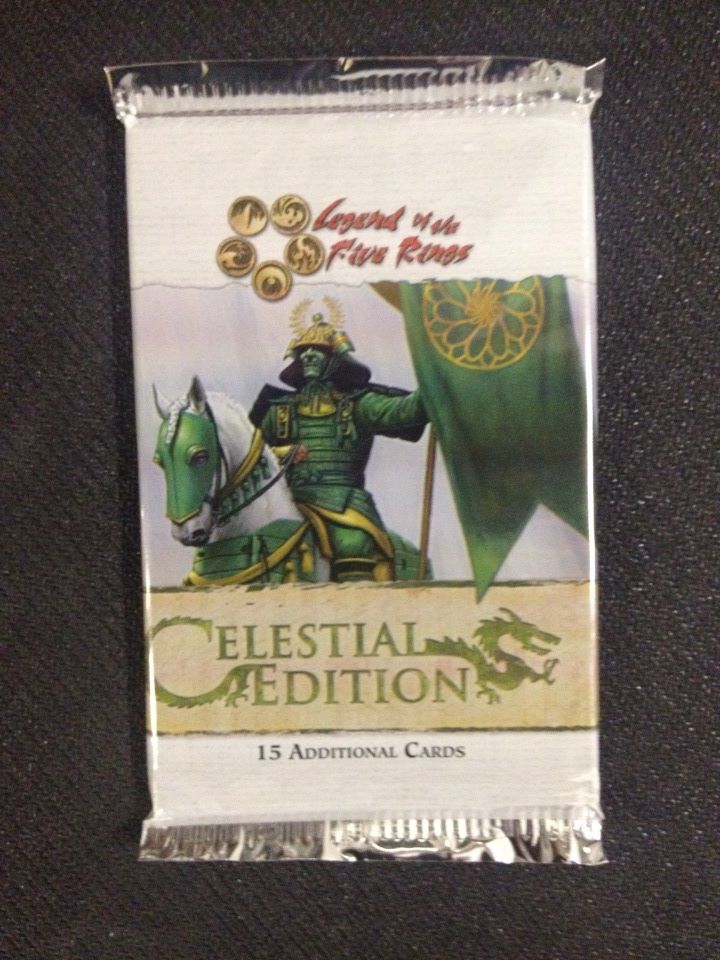 Legend of the
Five Rings
CELESTIAL
EDITION
15 ADDITIONAL CARDS